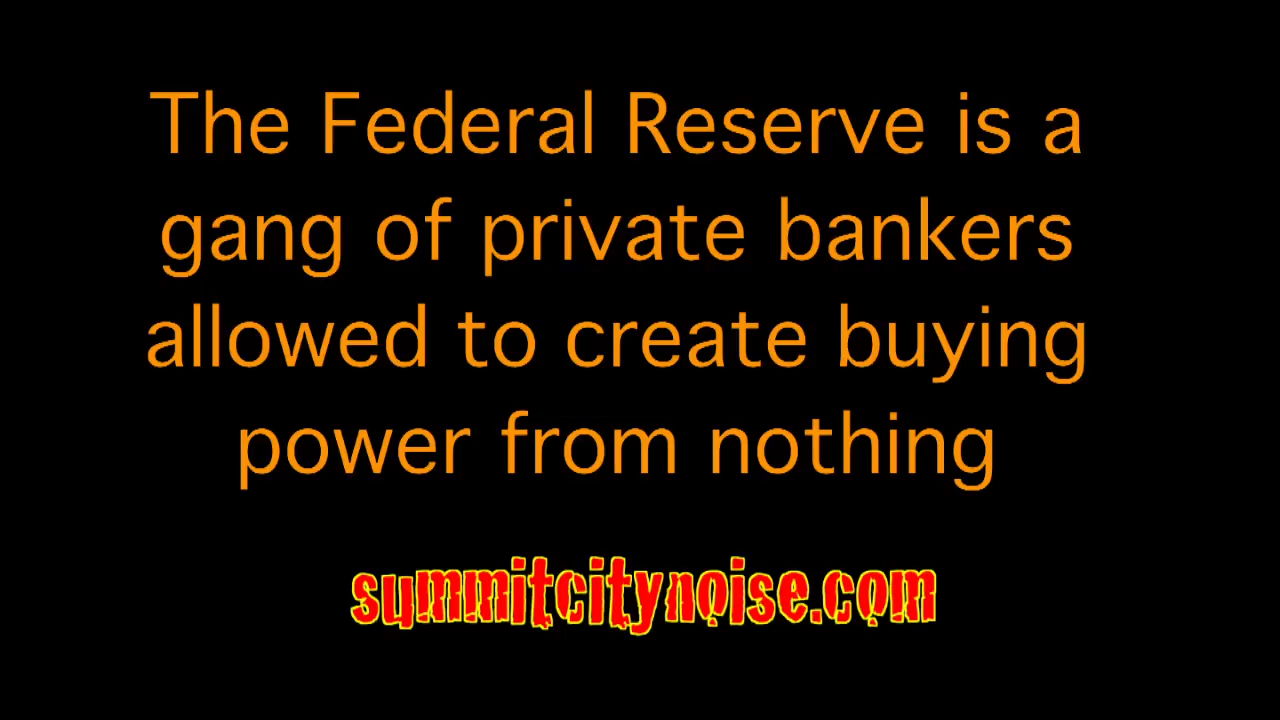 The Federal Reserve is a
gang of private bankers
allowed to create buying
power from nothing
summitcitynoise.com